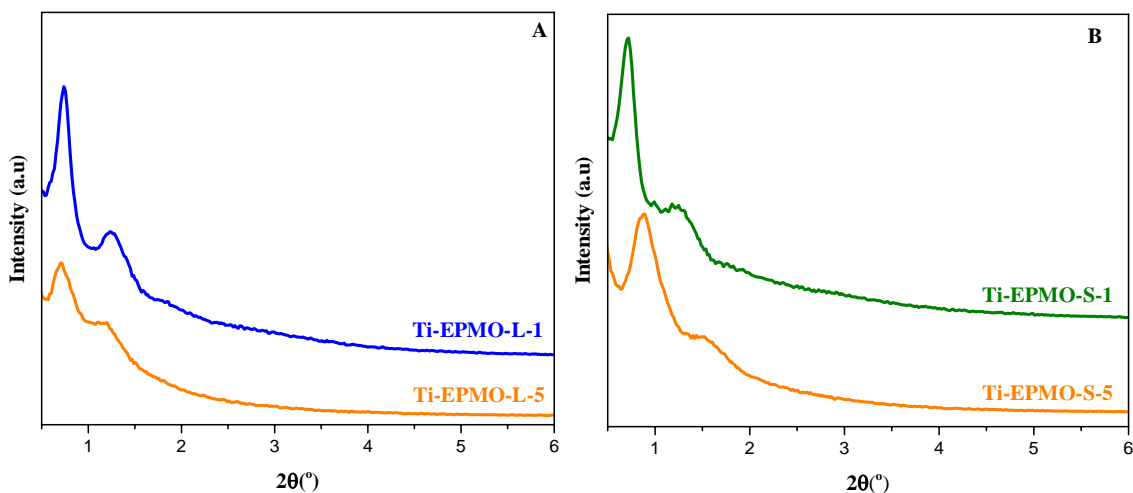 A
Intensity (a.u)
Ti-EPMO-L-1
Ti-EPMO-L-5
1 2 3 4 5 6
2θ(º)
B
Intensity (a.u)
Ti-EPMO-S-1
Ti-EPMO-S-5
1 2 3 4 5 6
2θ(º)